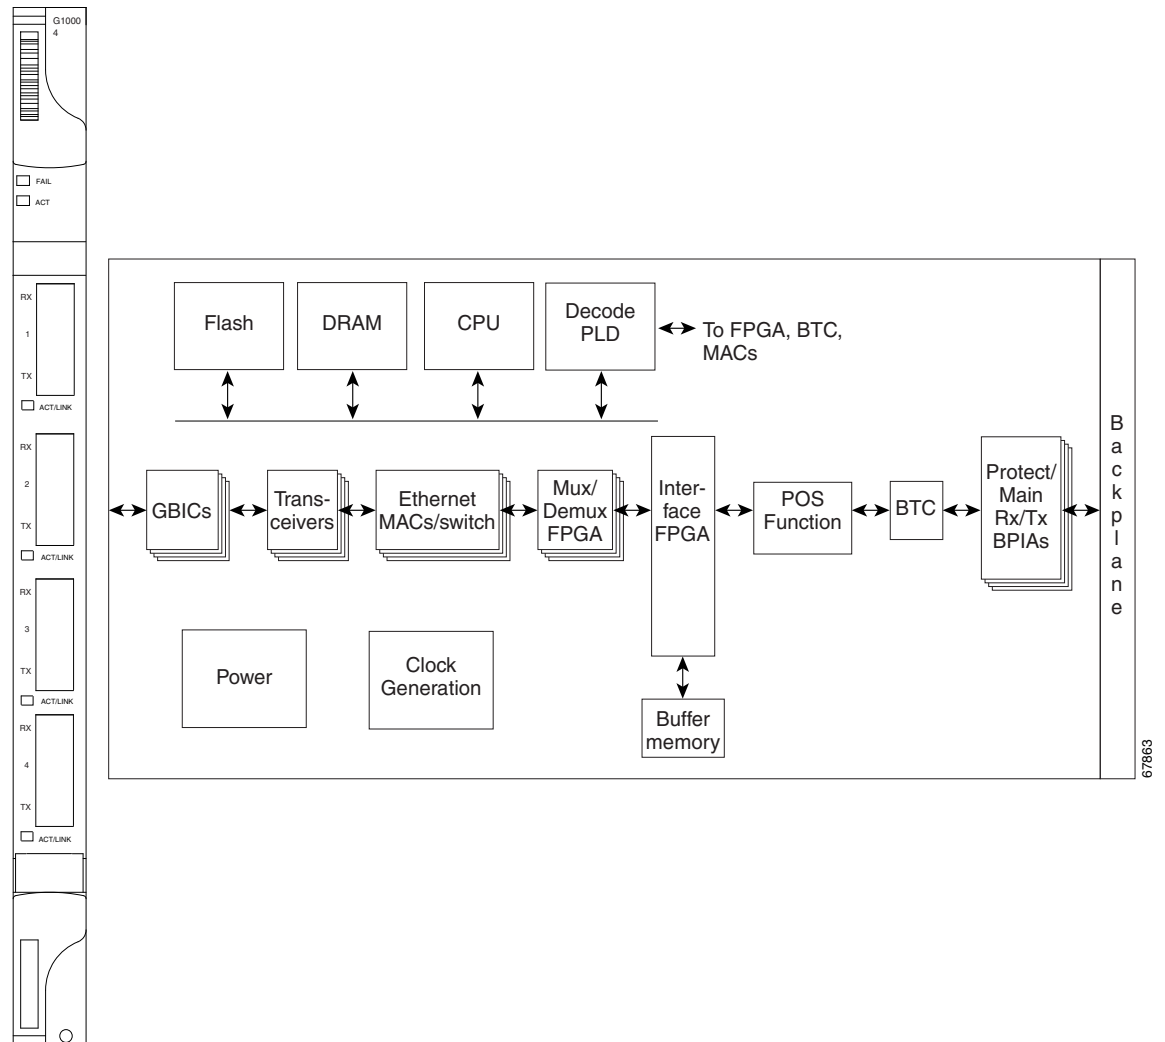 G1000
4
FAIL
ACT
RX
1
TX
ACT/LINK
RX
2
TX
ACT/LINK
RX
3
TX
ACT/LINK
RX
4
TX
ACT/LINK
Flash
DRAM
CPU
Decode
PLD
To FPGA, BTC,
MACs
GBICs
Trans-
ceivers
Ethernet
MACs/switch
Mux/
Demux
FPGA
Inter-
face
FPGA
POS
Function
BTC
Protect/
Main
Rx/Tx
BPIAs
Backplane
Power
Clock
Generation
Buffer
memory
67863